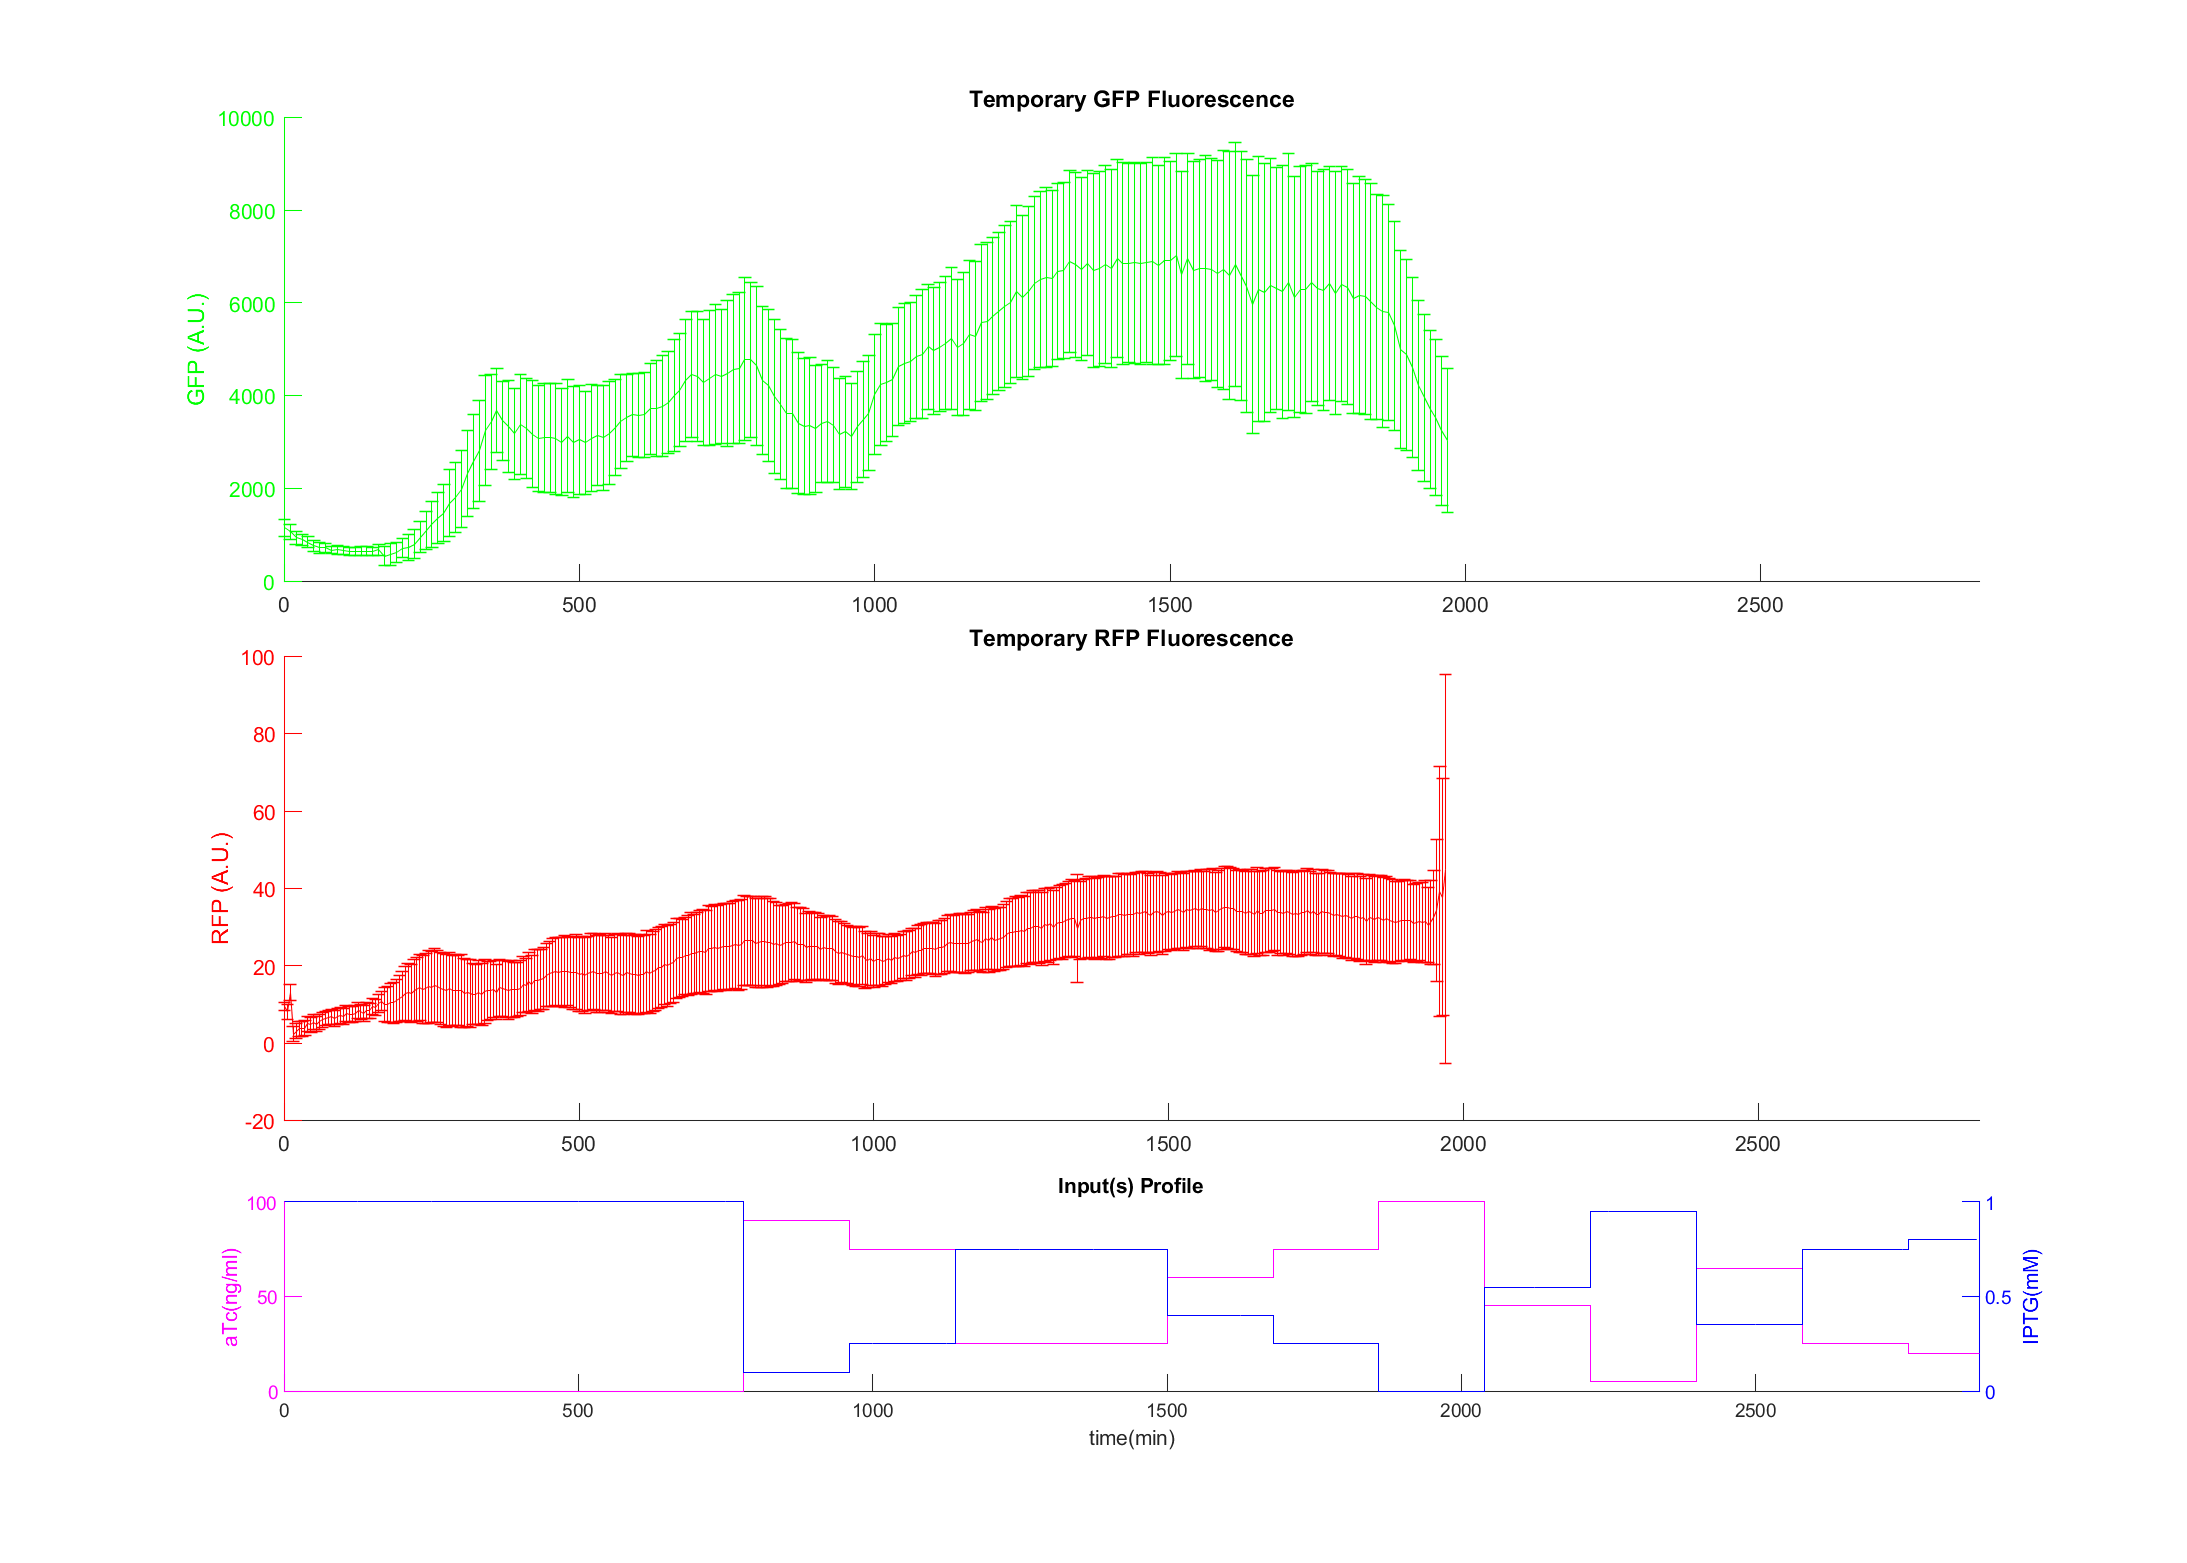 Temporary GFP Fluorescence
10000
8000
6000
4000
2000
0
GFP (A.U.)
0 500 1000 1500 2000 2500
Temporary RFP Fluorescence
100
80
60
40
20
0
-20
RFP (A.U.)
0 500 1000 1500 2000 2500
Input(s) Profile
100
50
0
aTc(ng/ml)
1
0.5
0
IPTG(mM)
0 500 1000 1500 2000 2500
time(min)